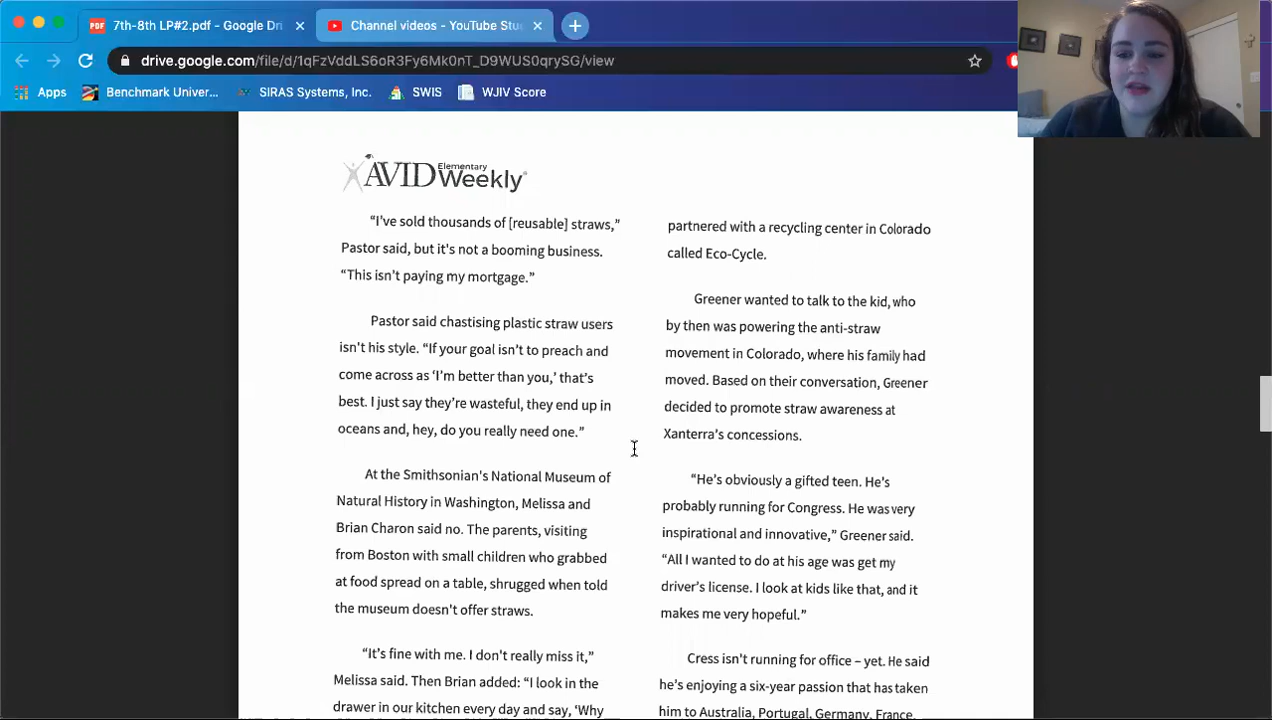 7th-8th LP#2.pdf - Google Dri
Channel videos - YouTube Stu
drive.google.com/file/d/1qFzVddLS6oR3Fy6Mk0nT_D9WUS0qrySG/view
Apps
Benchmark Univer...
SIRAS Systems, Inc.
SWIS
WJIV Score
AVID Elementary Weekly
“I’ve sold thousands of [reusable] straws,”
Pastor said, but it's not a booming business.
“This isn’t paying my mortgage.”
Pastor said chastising plastic straw users
isn't his style. “If your goal isn’t to preach and
come across as ‘I’m better than you,’ that’s
best. I just say they’re wasteful, they end up in
oceans and, hey, do you really need one.”
At the Smithsonian's National Museum of
Natural History in Washington, Melissa and
Brian Charon said no. The parents, visiting
from Boston with small children who grabbed
at food spread on a table, shrugged when told
the museum doesn't offer straws.
“It’s fine with me. I don't really miss it,”
Melissa said. Then Brian added: “I look in the
drawer in our kitchen every day and say, ‘Why
partnered with a recycling center in Colorado
called Eco-Cycle.
Greener wanted to talk to the kid, who
by then was powering the anti-straw
movement in Colorado, where his family had
moved. Based on their conversation, Greener
decided to promote straw awareness at
Xanterra’s concessions.
“He’s obviously a gifted teen. He’s
probably running for Congress. He was very
inspirational and innovative,” Greener said.
“All I wanted to do at his age was get my
driver’s license. I look at kids like that, and it
makes me very hopeful.”
Cress isn’t running for office – yet. He said
he’s enjoying a six-year passion that has taken
him to Australia, Portugal, Germany, France,